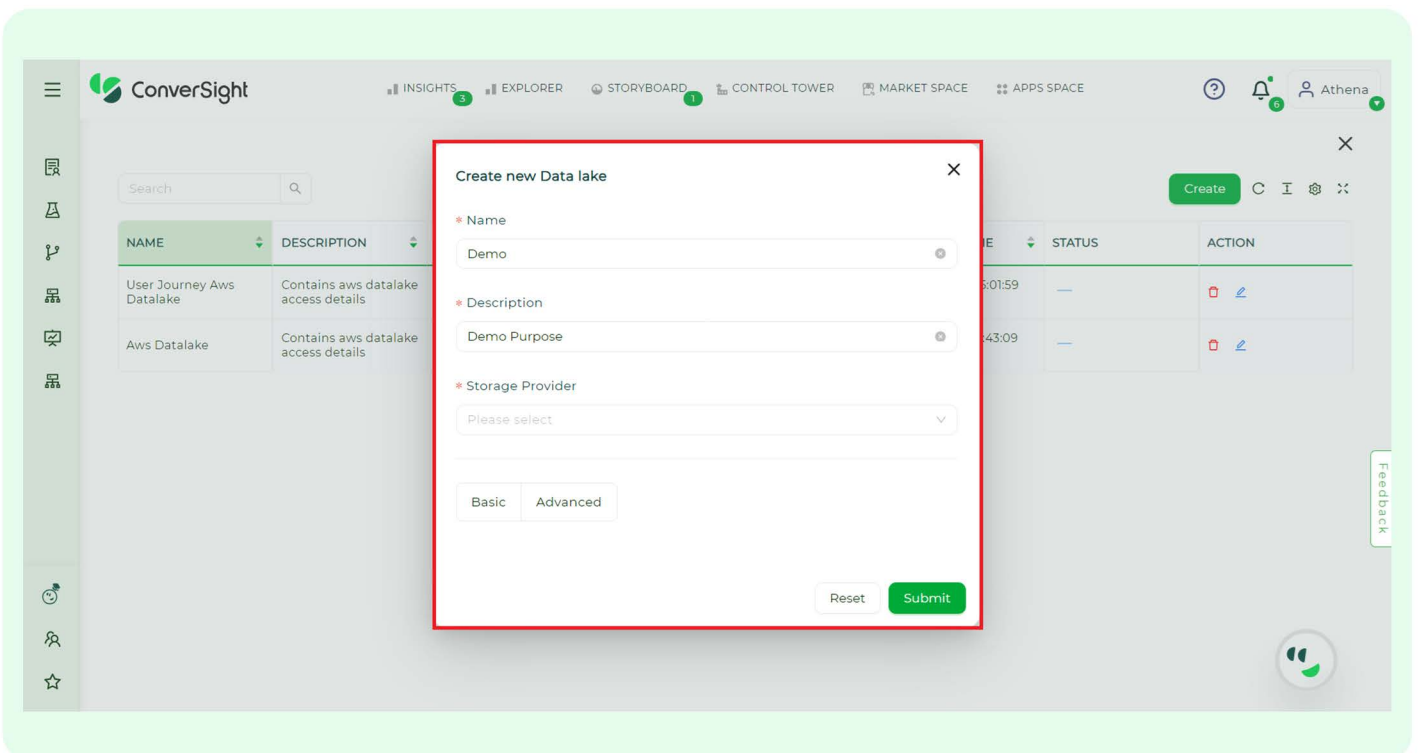 ConverSight
INSIGHTS 3
EXPLORER
STORYBOARD 1
CONTROL TOWER
MARKET SPACE
APPS SPACE
6
Athena
Search
Create
NAME
DESCRIPTION
STATUS
ACTION
User Journey Aws
Datalake
Contains aws datalake
access details
Aws Datalake
Contains aws datalake
access details
:43:09
Create new Data lake
* Name
Demo
* Description
Demo Purpose
* Storage Provider
Please select
Basic
Advanced
Reset
Submit
Feedback